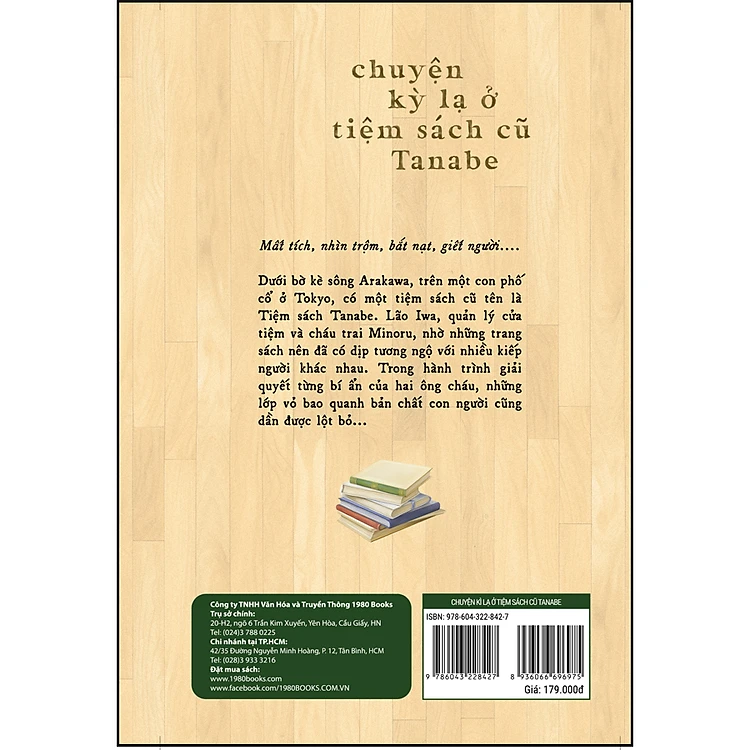 chuyện
kỳ lạ ở
tiệm sách cũ
Tanabe
Mất tích, nhìn trộm, bắt nạt, giết người....
Dưới bờ kè sông Arakawa, trên một con phố
cổ ở Tokyo, có một tiệm sách cũ tên là
Tiệm sách Tanabe. Lão Iwa, quản lý cửa
tiệm và cháu trai Minoru, nhờ những trang
sách nên đã có dịp tương ngộ với nhiều kiếp
người khác nhau. Trong hành trình giải
quyết từng bí ẩn của hai ông cháu, những
lớp vỏ bao quanh bản chất con người cũng
dần được lột bỏ...
Công ty TNHH Văn Hóa và Truyền Thông 1980 Books
Trụ sở chính:
20-H2, ngõ 6 Trần Kim Xuyến, Yên Hòa, Cầu Giấy, HN
Tel: (024)3 788 0225
Chi nhánh tại TP.HCM:
42/35 Đường Nguyễn Minh Hoàng, P. 12, Tân Bình, HCM
Tel: (028)3 933 3216
Đặt mua sách:
www.1980books.com
www.facebook.com/1980BOOKS.COM.VN
CHUYỆN KÌ LẠ Ở TIỆM SÁCH CŨ TANABE
ISBN: 978-604-322-842-7
9 786043 228427
8 936066 696975
Giá: 179.000đ